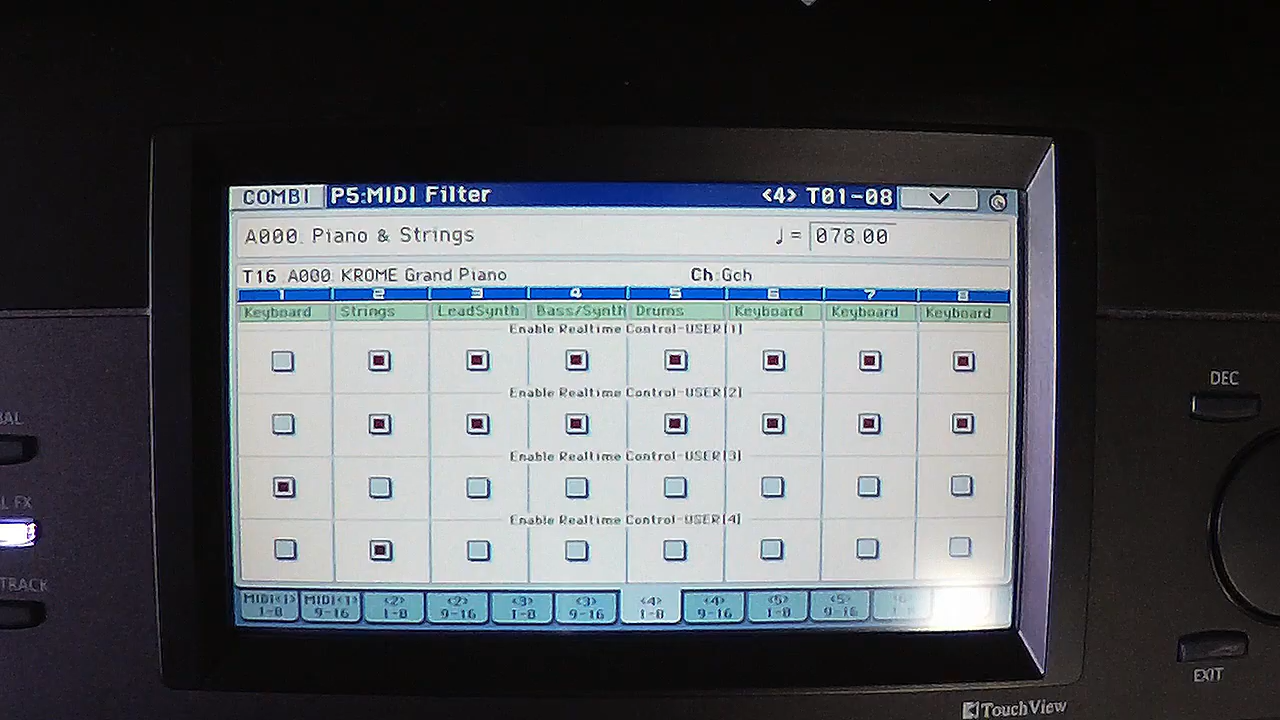 COMBI P5:MIDI Filter <4> T01-08
A000: Piano & Strings ♩= 078.00
T16 A000 KROME Grand Piano Ch:Gch
1 2 3 4 5 6 7 8
Keyboard Strings LeadSynth Bass/Synth Drums Keyboard Keyboard Keyboard
Enable Realtime Control-USER[1]
Enable Realtime Control-USER[2]
Enable Realtime Control-USER[3]
Enable Realtime Control-USER[4]
MIDI<1> MIDI<1> <2> <2> <3> <3> <4> <4> <5> <5>
1-8 9-16 1-8 9-16 1-8 9-16 1-8 9-16 1-8 9-16
DEC
EXIT
TRACK
TouchView